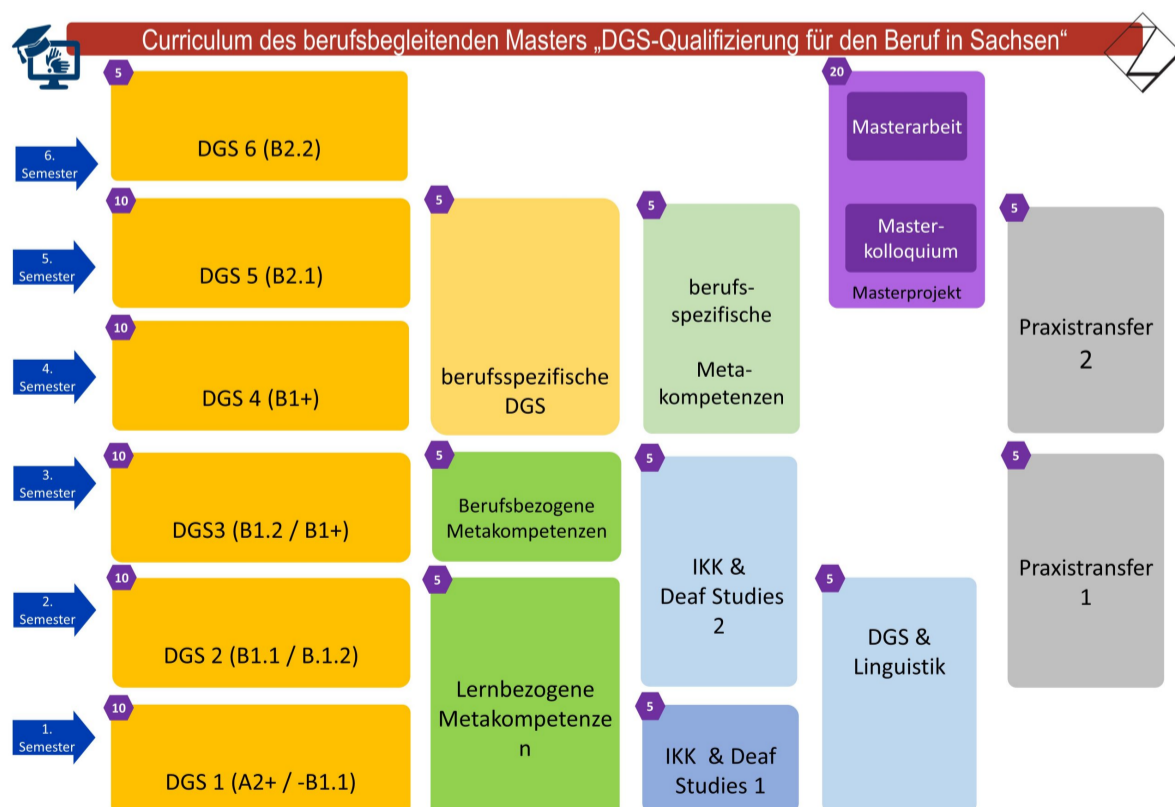 Curriculum des berufsbegleitenden Masters „DGS-Qualifizierung für den Beruf in Sachsen“
6.
Semester
5
DGS 6 (B2.2)
20
Masterarbeit
Master-
kolloquium
Masterprojekt
5.
Semester
10
DGS 5 (B2.1)
5
berufsspezifische
DGS
5
berufs-
spezifische
Meta-
kompetenzen
5
Praxistransfer
2
4.
Semester
10
DGS 4 (B1+)
3.
Semester
10
DGS3 (B1.2 / B1+)
5
Berufsbezogene
Metakompetenzen
5
IKK &
Deaf Studies
2
5
Praxistransfer
1
2.
Semester
10
DGS 2 (B1.1 / B.1.2)
5
Lernbezogene
Metakompetenze
n
5
DGS &
Linguistik
1.
Semester
10
DGS 1 (A2+ / -B1.1)
5
IKK & Deaf
Studies 1